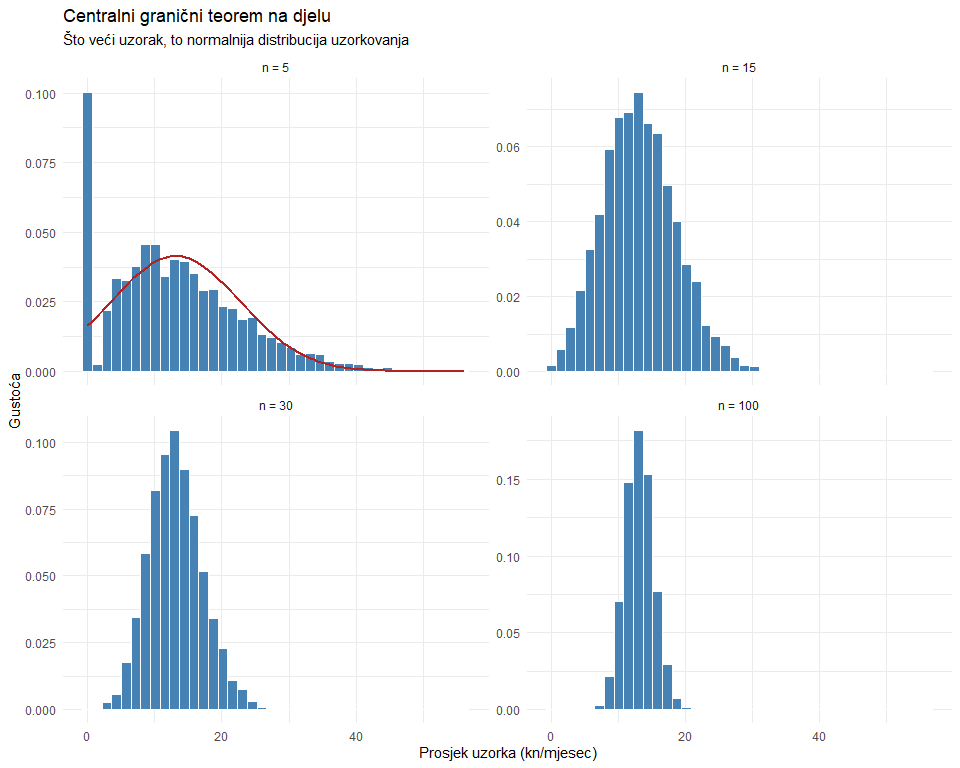 Centralni granični teorem na djelu
Što veći uzorak, to normalnija distribucija uzorkovanja
n = 5
n = 15
0.100
0.075
0.050
0.025
0.000
0.06
0.04
0.02
0.00
Gustoća
n = 30
n = 100
0.100
0.075
0.050
0.025
0.000
0.15
0.10
0.05
0.00
0 20 40
0 20 40
Prosjek uzorka (kn/mjesec)